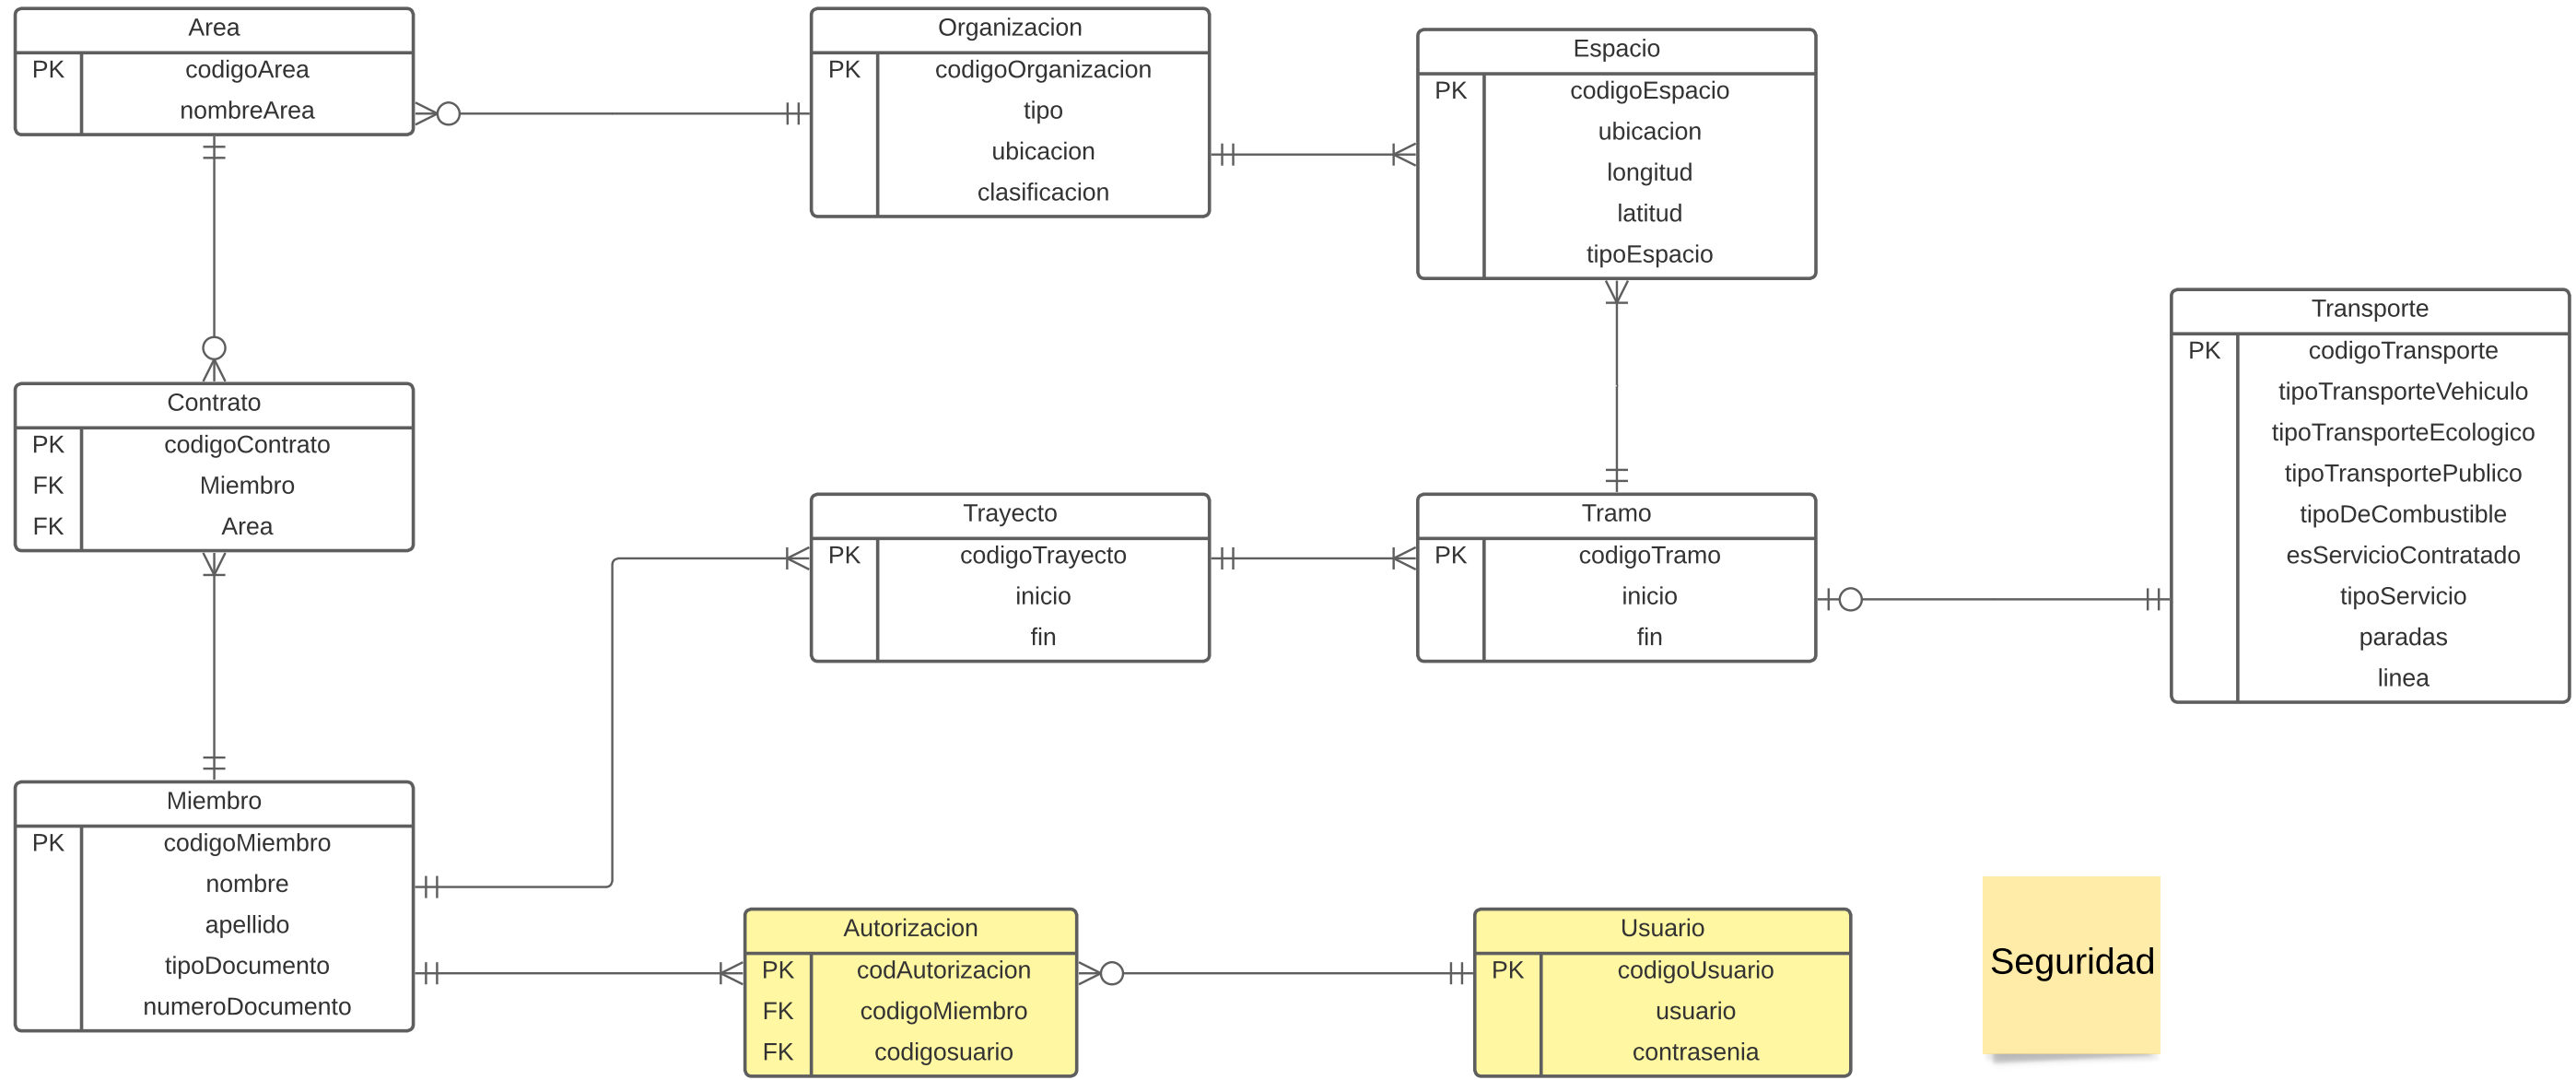 Area
PK codigoArea
nombreArea
Organizacion
PK codigoOrganizacion
tipo
ubicacion
clasificacion
Espacio
PK codigoEspacio
ubicacion
longitud
latitud
tipoEspacio
Transporte
PK codigoTransporte
tipoTransporteVehiculo
tipoTransporteEcologico
tipoTransportePublico
tipoDeCombustible
esServicioContratado
tipoServicio
paradas
linea
Contrato
PK codigoContrato
FK Miembro
FK Area
Trayecto
PK codigoTrayecto
inicio
fin
Tramo
PK codigoTramo
inicio
fin
Miembro
PK codigoMiembro
nombre
apellido
tipoDocumento
numeroDocumento
Autorizacion
PK codAutorizacion
FK codigoMiembro
FK codigosuario
Usuario
PK codigoUsuario
usuario
contrasenia
Seguridad